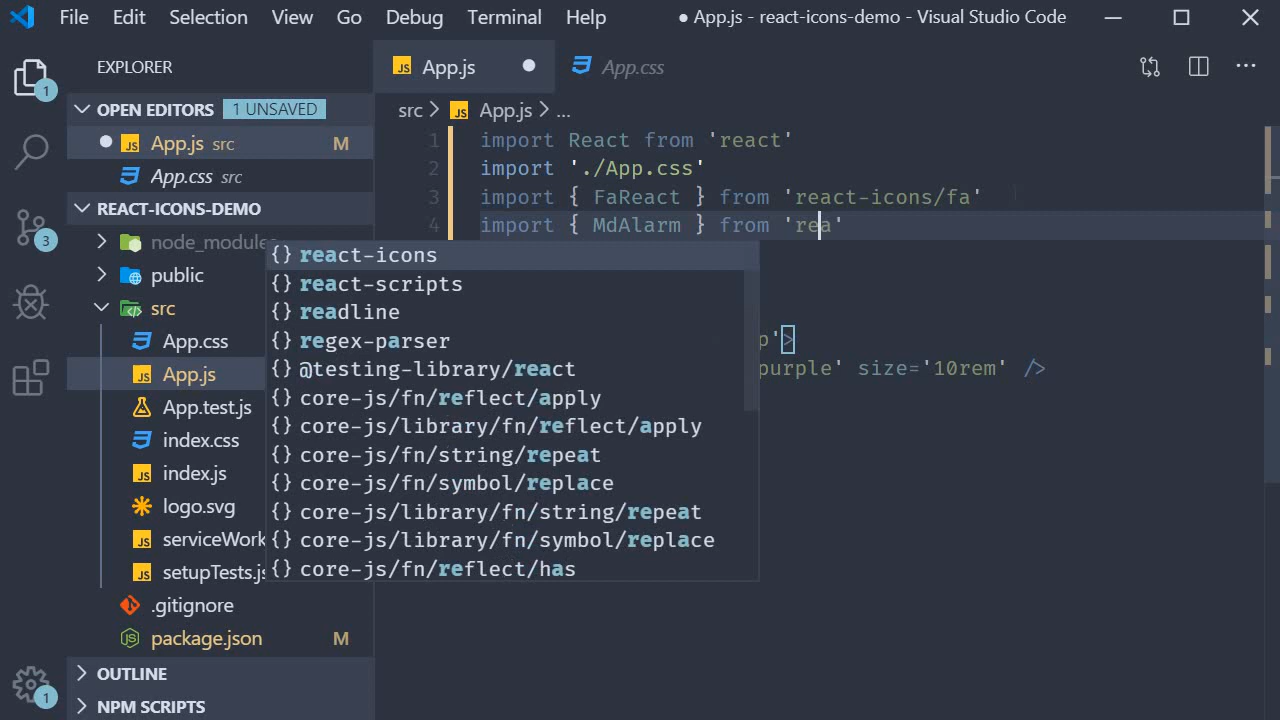 File Edit Selection View Go Debug Terminal Help ● App.js - react-icons-demo - Visual Studio Code
EXPLORER
OPEN EDITORS 1 UNSAVED
App.js src M
App.css src
REACT-ICONS-DEMO
node_modules
public
src
App.css
App.js
App.test.js
index.css
index.js
logo.svg
serviceWork
setupTests.js
.gitignore
package.json M
OUTLINE
NPM SCRIPTS
1
3
1
App.js App.css ...
src > App.js > ...
1 import React from 'react'
2 import './App.css'
3 import { FaReact } from 'react-icons/fa'
4 import { MdAlarm } from 'rea'
{} react-icons
{} react-scripts
{} readline
{} regex-parser
{} @testing-library/react
{} core-js/fn/reflect/apply
{} core-js/library/fn/reflect/apply
{} core-js/fn/string/repeat
{} core-js/fn/symbol/replace
{} core-js/library/fn/string/repeat
{} core-js/library/fn/symbol/replace
{} core-js/fn/reflect/has
p'>
purple' size='10rem' />